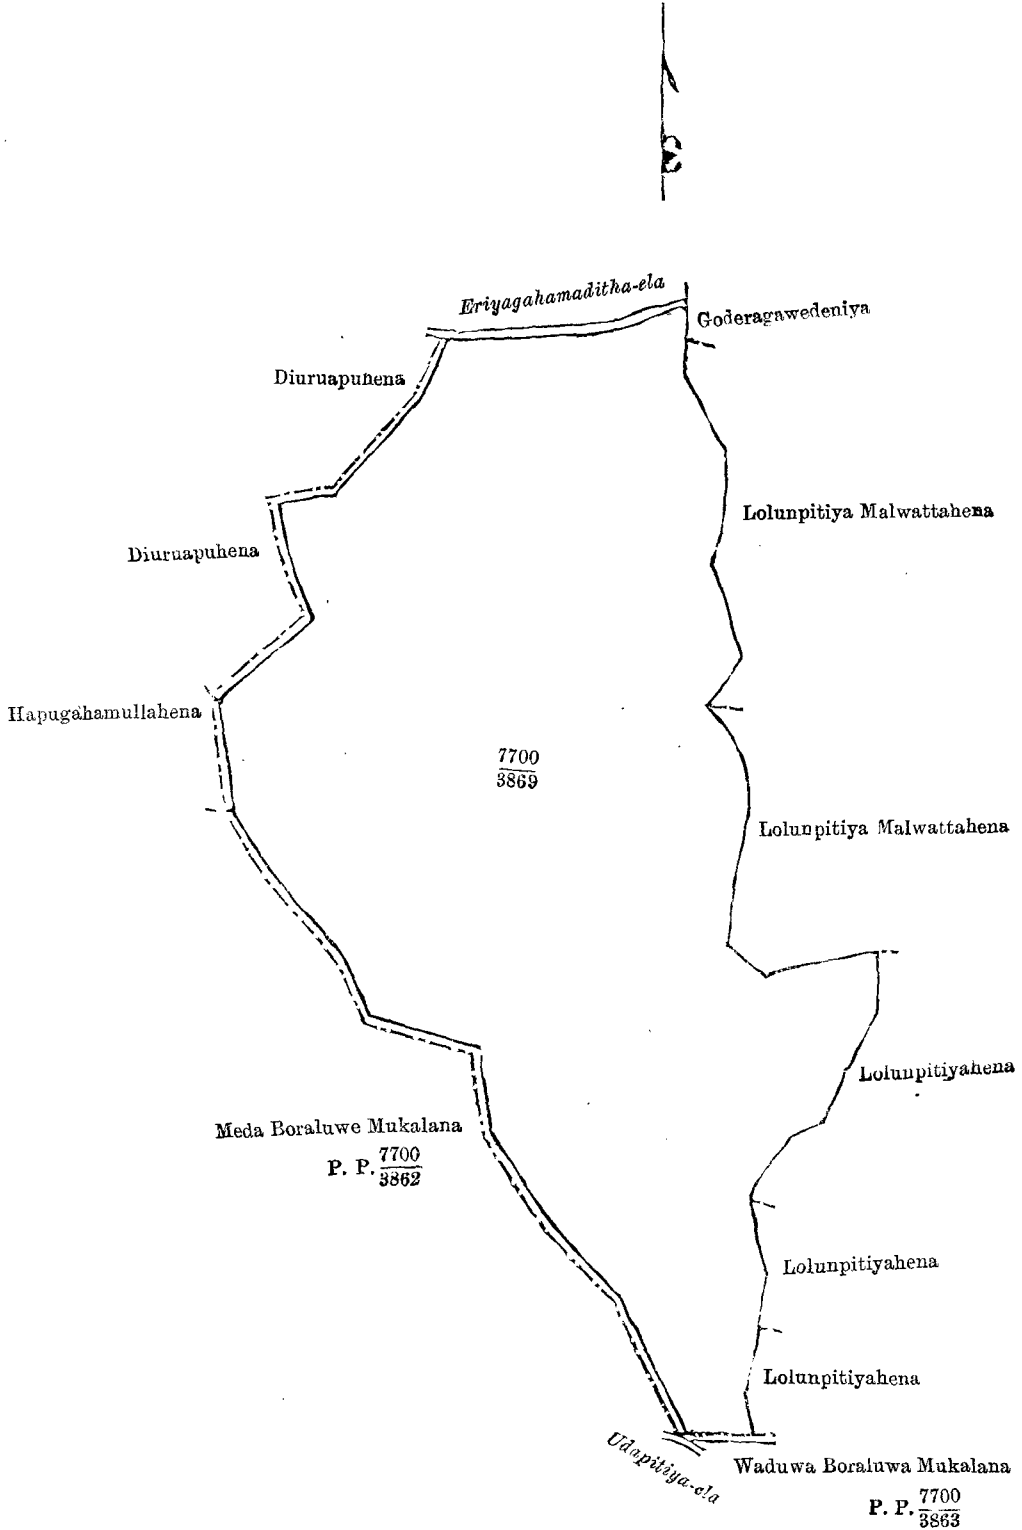 Eriyagahamaditha-ela
Goderagawedeniya
Diuruapuhena
Lolunpitiya Malwattahena
Diuruapuhena
Hapugahamullahena
7700
3869
Lolunpitiya Malwattahena
Lolunpitiyahena
Meda Boraluwe Mukalana
P. P. 7700
3862
Lolunpitiyahena
Lolunpitiyahena
Udapitiya-ela
Waduwa Boraluwa Mukalana
P. P. 7700
3863